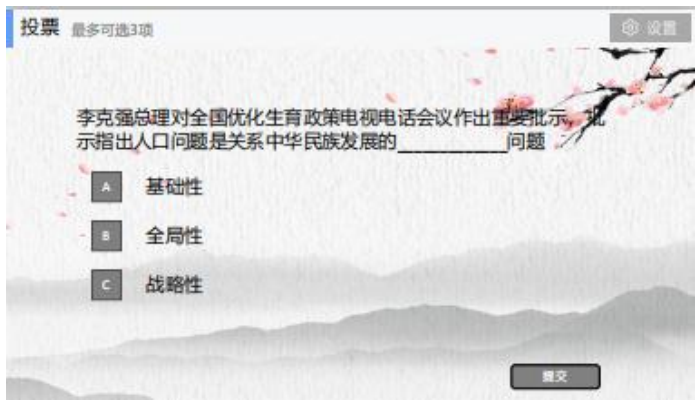 投票 最多可选3项
设置
李克强总理对全国优化生育政策电视电话会议作出重要批示，批
示指出人口问题是关系中华民族发展的__________问题
A 基础性
B 全局性
C 战略性
提交